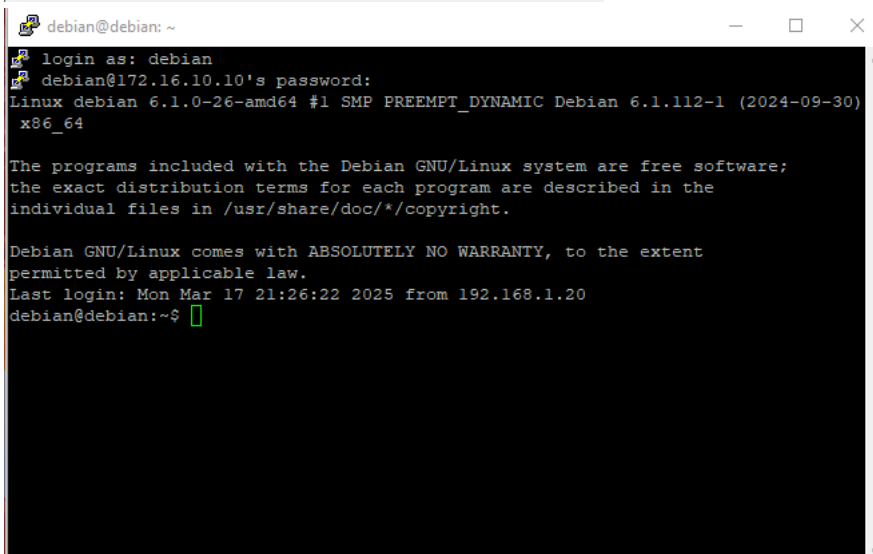 debian@debian: ~
login as: debian
debian@172.16.10.10's password:
Linux debian 6.1.0-26-amd64 #1 SMP PREEMPT_DYNAMIC Debian 6.1.112-1 (2024-09-30)
x86_64
The programs included with the Debian GNU/Linux system are free software;
the exact distribution terms for each program are described in the
individual files in /usr/share/doc/*/copyright.
Debian GNU/Linux comes with ABSOLUTELY NO WARRANTY, to the extent
permitted by applicable law.
Last login: Mon Mar 17 21:26:22 2025 from 192.168.1.20
debian@debian:~$